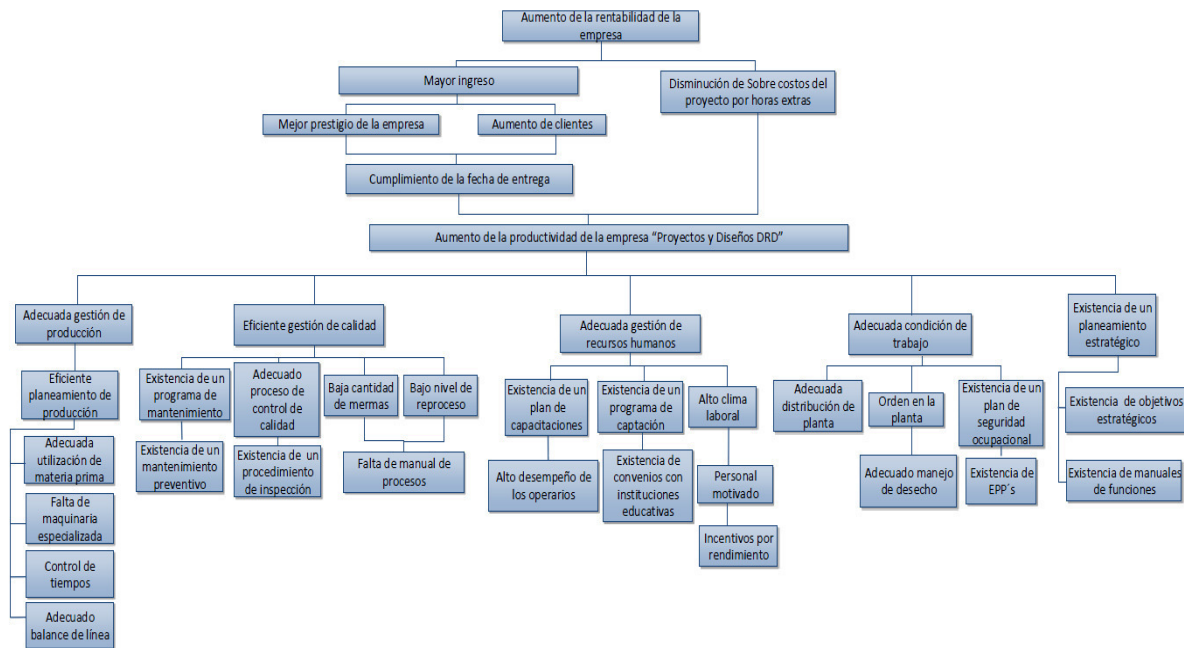 Aumento de la rentabilidad de la
empresa
Mayor ingreso
Disminución de Sobre costos del
proyecto por horas extras
Mejor prestigio de la empresa
Aumento de clientes
Cumplimiento de la fecha de entrega
Aumento de la productividad de la empresa “Proyectos y Diseños DRD”
Adecuada gestión de
producción
Eficiente gestión de calidad
Adecuada gestión de
recursos humanos
Adecuada condición de
trabajo
Existencia de un
planeamiento
estratégico
Eficiente
planeamiento de
producción
Existencia de un
programa de
mantenimiento
Adecuado
proceso de
control de
calidad
Baja cantidad
de mermas
Bajo nivel de
reproceso
Existencia de
un plan de
capacitaciones
Existencia de un
programa de
captación
Alto clima
laboral
Adecuada
distribución de
planta
Orden en la
planta
Existencia de un
plan de
seguridad
ocupacional
Existencia de objetivos
estratégicos
Adecuada
utilización de
materia prima
Existencia de un
mantenimiento
preventivo
Existencia de un
procedimiento
de inspección
Falta de manual de
procesos
Alto desempeño de
los operarios
Existencia de
convenios con
instituciones
educativas
Personal
motivado
Adecuado manejo
de desecho
Existencia de
EPP´s
Existencia de manuales
de funciones
Falta de
maquinaria
especializada
Incentivos por
rendimiento
Control de
tiempos
Adecuado
balance de línea